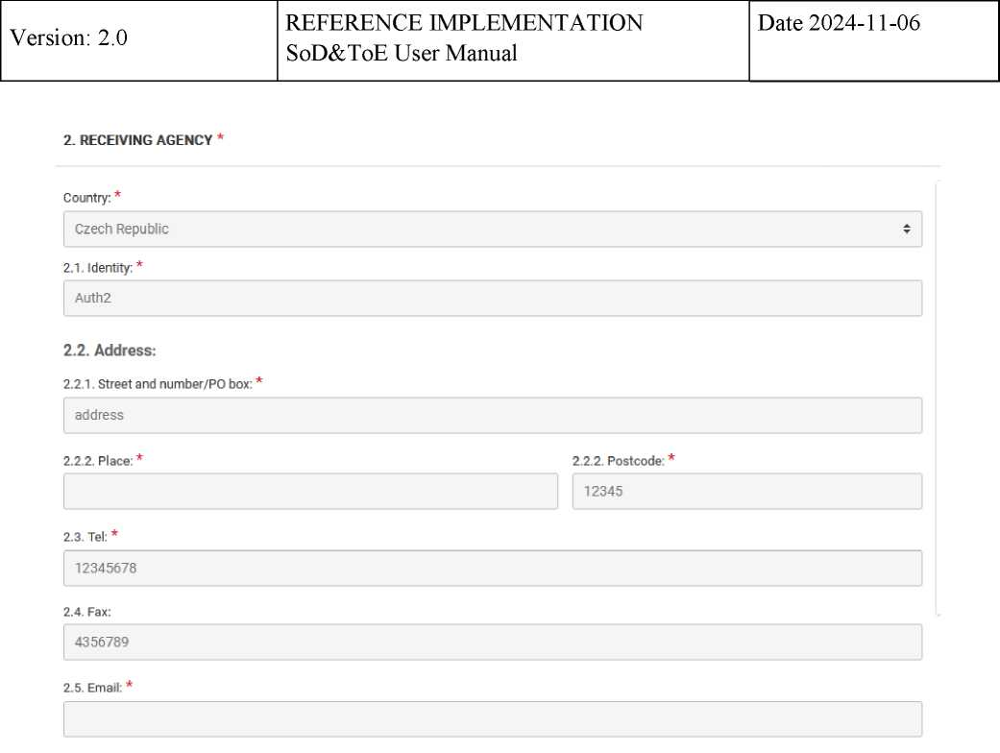 Version: 2.0
REFERENCE IMPLEMENTATION
SoD&ToE User Manual
Date 2024-11-06
2. RECEIVING AGENCY *
Country: *
Czech Republic
2.1. Identity: *
Auth2
2.2. Address:
2.2.1. Street and number/PO box: *
address
2.2.2. Place: * 2.2.2. Postcode: *
12345
2.3. Tel: *
12345678
2.4. Fax:
4356789
2.5. Email: *